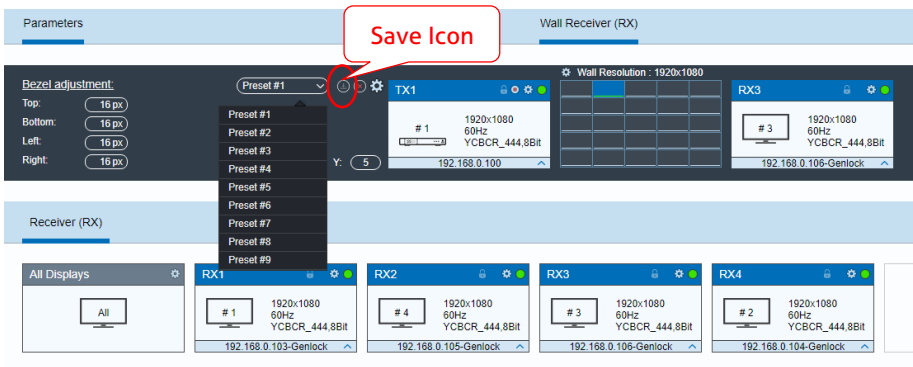 Parameters
Wall Receiver (RX)
Save Icon
Bezel adjustment:
Top: 16 px
Bottom: 16 px
Left: 16 px
Right: 16 px
Preset #1
Preset #1
Preset #2
Preset #3
Preset #4
Preset #5
Preset #6
Preset #7
Preset #8
Preset #9
Y: 5
TX1
# 1
1920x1080
60Hz
YCBCR_444,8Bit
192.168.0.100
Wall Resolution : 1920x1080
RX3
# 3
1920x1080
60Hz
YCBCR_444,8Bit
192.168.0.106-Genlock
Receiver (RX)
All Displays
All
RX1
# 1
1920x1080
60Hz
YCBCR_444,8Bit
192.168.0.103-Genlock
RX2
# 4
1920x1080
60Hz
YCBCR_444,8Bit
192.168.0.105-Genlock
RX3
# 3
1920x1080
60Hz
YCBCR_444,8Bit
192.168.0.106-Genlock
RX4
# 2
1920x1080
60Hz
YCBCR_444,8Bit
192.168.0.104-Genlock